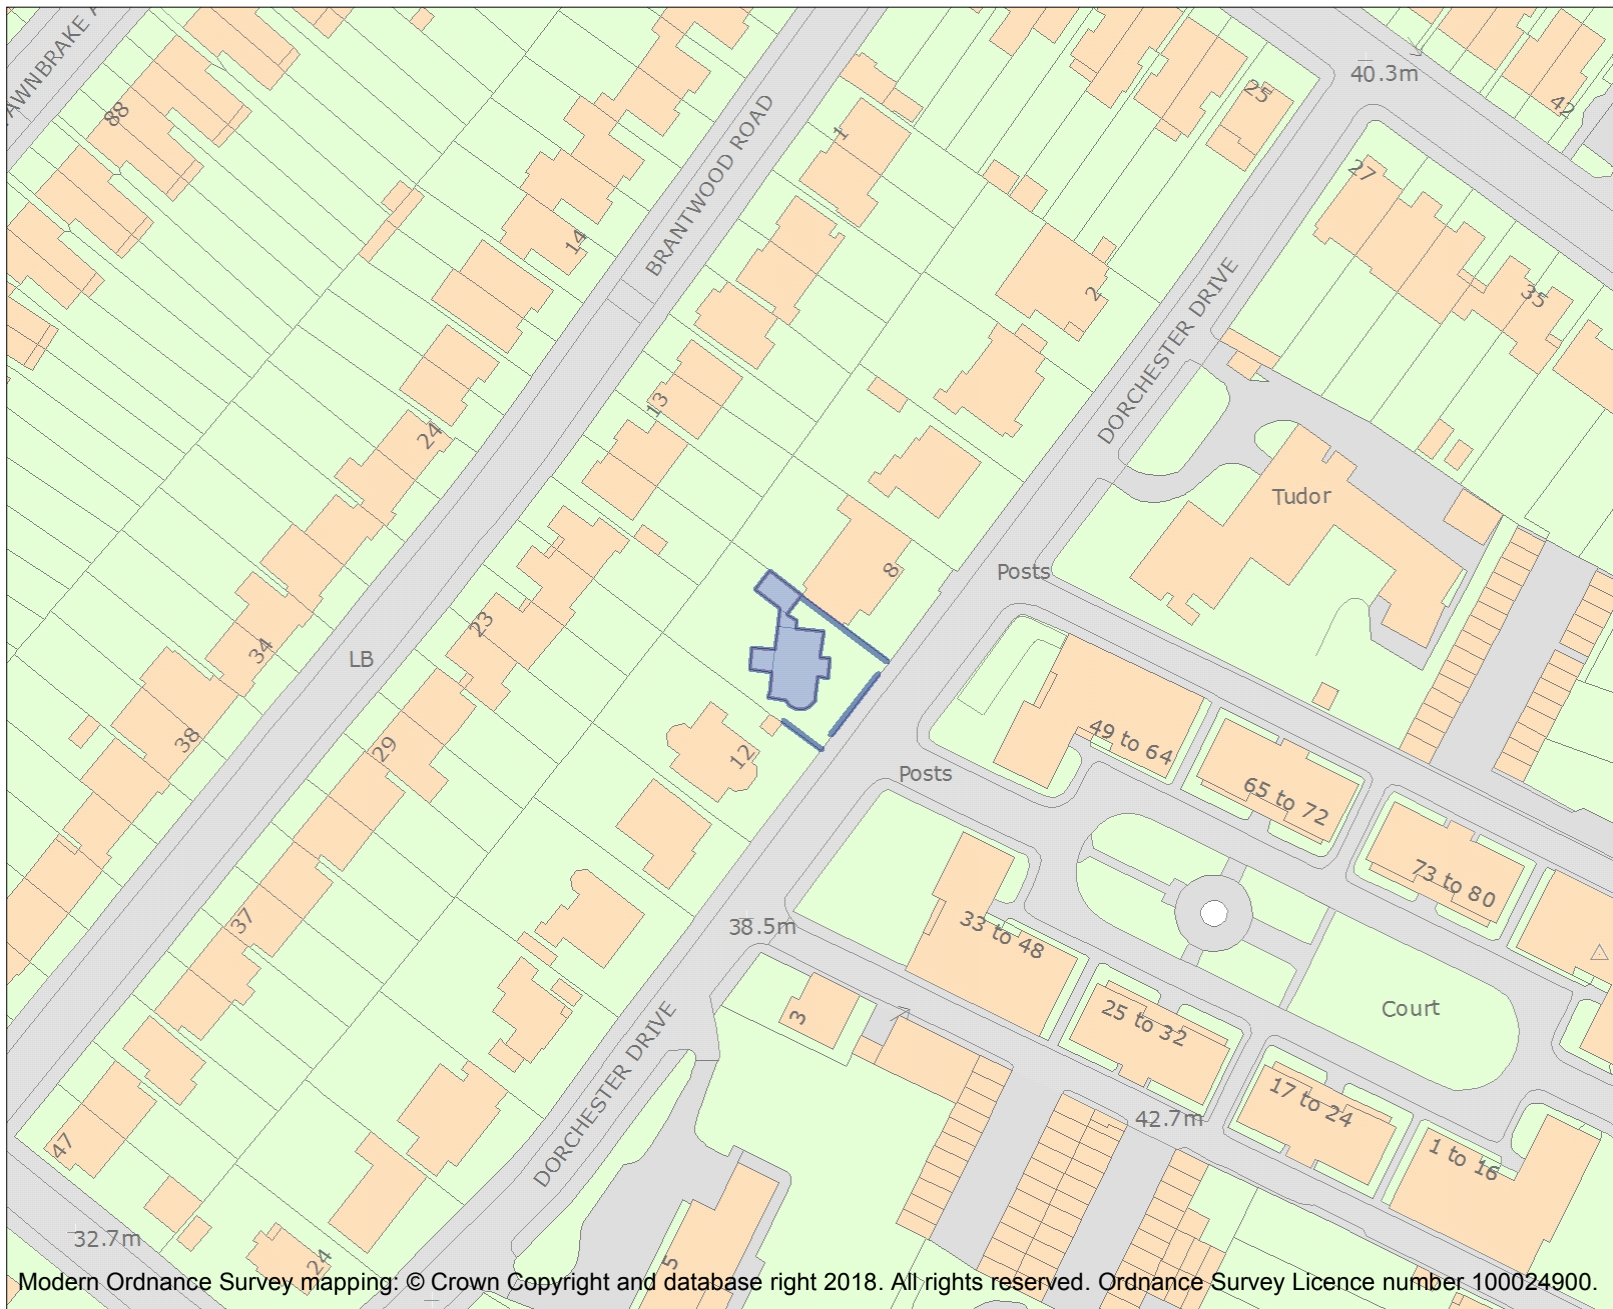 AWNBRAKE A
88
BRANTWOOD ROAD
1
25
40.3m
42
27
14
2
35
DORCHESTER DRIVE
13
24
Tudor
8
Posts
23
34
LB
38
29
12
49 to 64
Posts
65 to 72
73 to 80
37
38.5m
33 to 48
3
25 to 32
Court
DORCHESTER DRIVE
17 to 24
42.7m
1 to 16
47
32.7m
24
5
Modern Ordnance Survey mapping: © Crown Copyright and database right 2018. All rights reserved. Ordnance Survey Licence number 100024900.